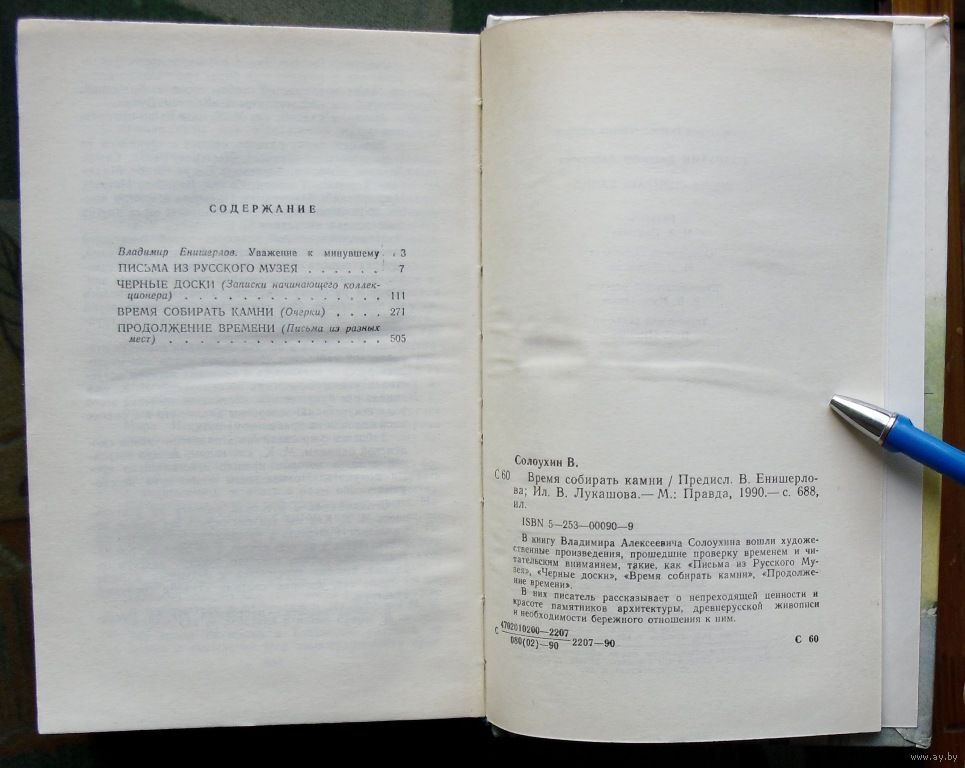 СОДЕРЖАНИЕ
Владимир Енишерлов. Уважение к минувшему . 3
ПИСЬМА ИЗ РУССКОГО МУЗЕЯ . . . . . . 7
ЧЕРНЫЕ ДОСКИ (Записки начинающего коллек-
ционера) . . . . . . . . . . . . . . 111
ВРЕМЯ СОБИРАТЬ КАМНИ (Очерки) . . . . 271
ПРОДОЛЖЕНИЕ ВРЕМЕНИ (Письма из разных
мест) . . . . . . . . . . . . . . . 505
Солоухин В.
С 60 Время собирать камни / Предисл. В. Енишерло-
ва; Ил. В. Лукашова.— М.: Правда, 1990.— с. 688,
ил.
ISBN 5—253—00090—9
В книгу Владимира Алексеевича Солоухина вошли художе-
ственные произведения, прошедшие проверку временем и чи-
тательским вниманием, такие, как «Письма из Русского Му-
зея», «Черные доски», «Время собирать камни», «Продолже-
ние времени».
В них писатель рассказывает о непреходящей ценности и
красоте памятников архитектуры, древнерусской живописи
и необходимости бережного отношения к ним.
С 4702010200—2207
080(02)—90 2207—90 С 60
www.ay.by